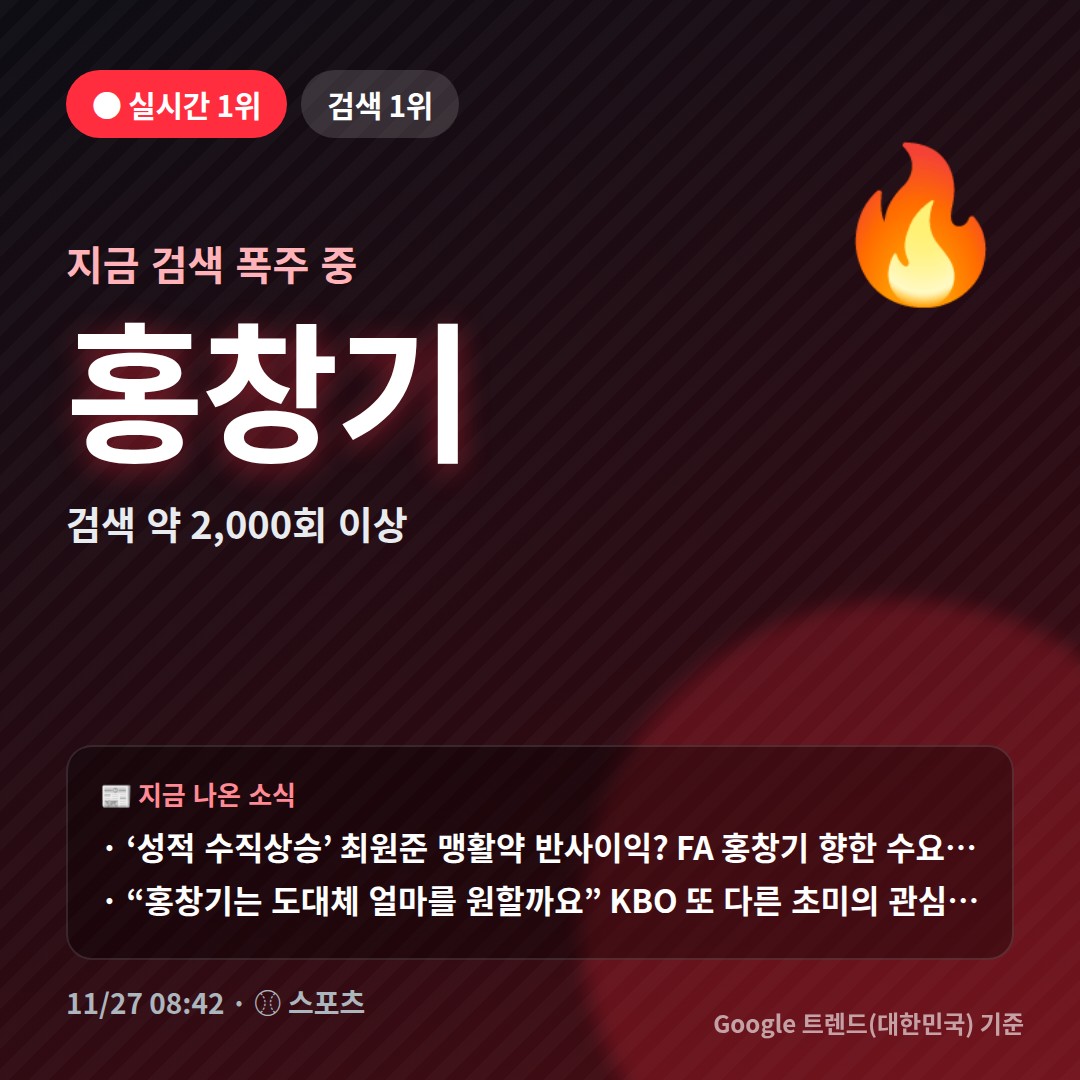 실시간 1위
검색 1위
지금 검색 폭주 중
홍창기
검색 약 2,000회 이상
지금 나온 소식
· ‘성적 수직상승’ 최원준 맹활약 반사이익? FA 홍창기 향한 수요…
· “홍창기는 도대체 얼마를 원할까요” KBO 또 다른 초미의 관심…
11/27 08:42 · ⚾ 스포츠
Google 트렌드(대한민국) 기준